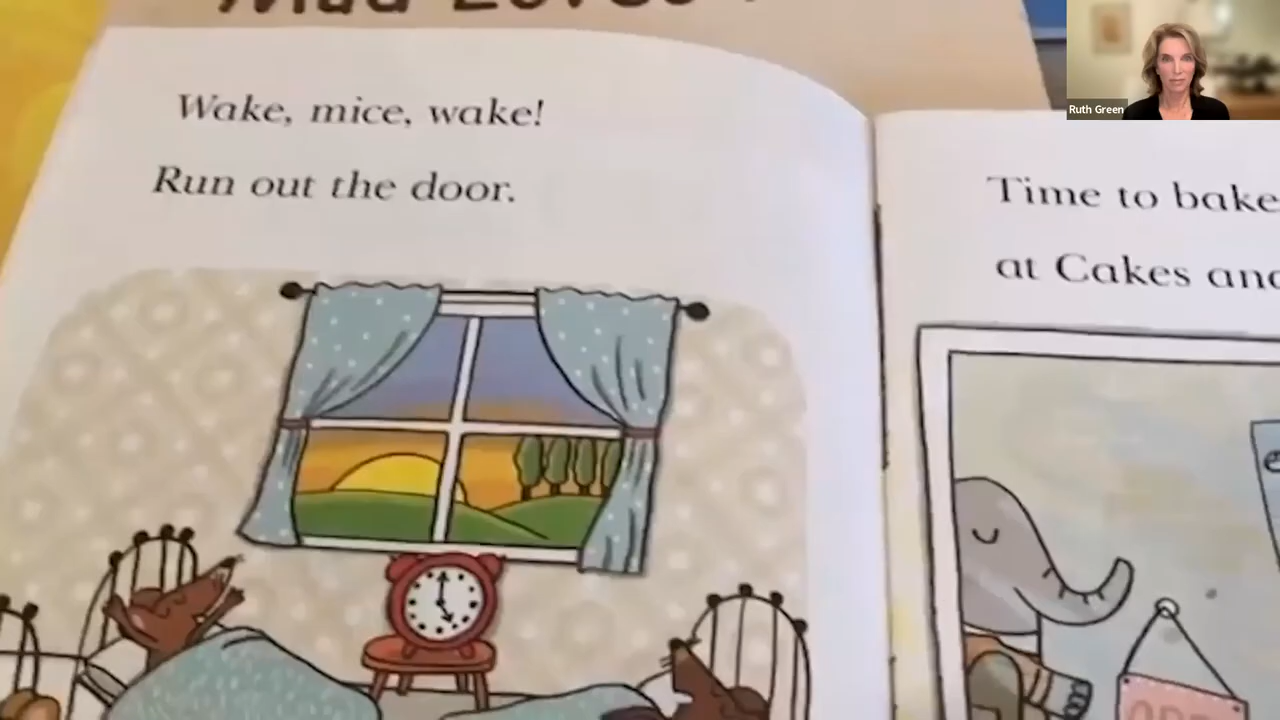 Wake, mice, wake!
Run out the door.
Time to bake
at Cakes and
Ruth Green